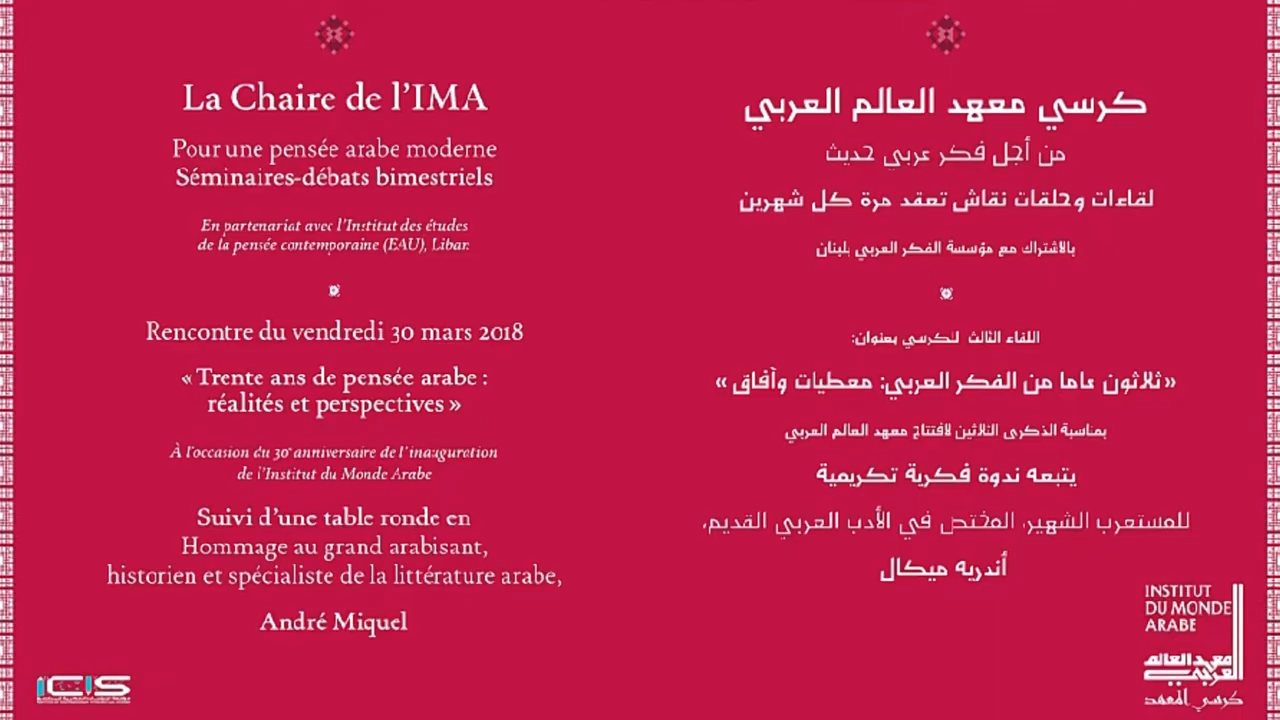 La Chaire de l'IMA
Pour une pensée arabe moderne
Séminaires-débats bimestriels
En partenariat avec l'Institut des études
de la pensée contemporaine (EAU), Liban
Rencontre du vendredi 30 mars 2018
« Trente ans de pensée arabe :
réalités et perspectives »
À l'occasion du 30e anniversaire de l'inauguration
de l'Institut du Monde Arabe
Suivi d'une table ronde en
Hommage au grand arabisant,
historien et spécialiste de la littérature arabe,
André Miquel
ICIS
كرسي معهد العالم العربي
من أجل فكر عربي حديث
لقاءات وحلقات نقاش تعقد مرة كل شهرين
بالاشتراك مع مؤسسة الفكر العربي بلبنان
اللقاء الثالث للكرسي بعنوان:
«ثلاثون عاما من الفكر العربي: معطيات وآفاق»
بمناسبة الذكرى الثلاثين لافتتاح معهد العالم العربي
يتبعه ندوة فكرية تكريمية
للمستعرب الشهير، المختص في الأدب العربي القديم،
أندريه ميكال
INSTITUT
DU MONDE
ARABE
معهد العالم
العربي
كرسي المعهد